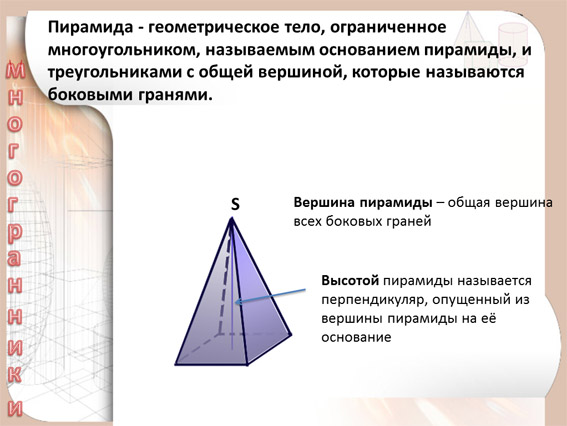 Пирамида - геометрическое тело, ограниченное
многоугольником, называемым основанием пирамиды, и
треугольниками с общей вершиной, которые называются
боковыми гранями.
Многогранники
S
Вершина пирамиды – общая вершина
всех боковых граней
Высотой пирамиды называется
перпендикуляр, опущенный из
вершины пирамиды на её
основание